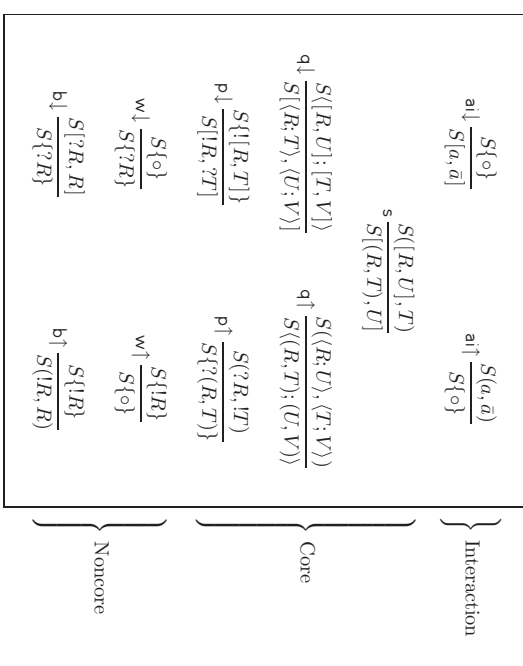 S{∘} S(a, ā)
ai↓ ai↑ Interaction
S[a, ā] S{∘}
S([R, U], T)
s
S[(R, T), U]
S⟨[R, U]; [T, V]⟩ S(⟨R; U⟩, ⟨T; V⟩)
q↓ q↑
S[⟨R; T⟩, ⟨U; V⟩] S⟨(R, T); (U, V)⟩
Core
S{![R, T]} S(?R, !T)
p↓ p↑
S[!R, ?T] S{?(R, T)}
S{∘} S{!R}
w↓ w↑
S{?R} S{∘}
Noncore
S[?R, R] S{!R}
b↓ b↑
S{?R} S(!R, R)